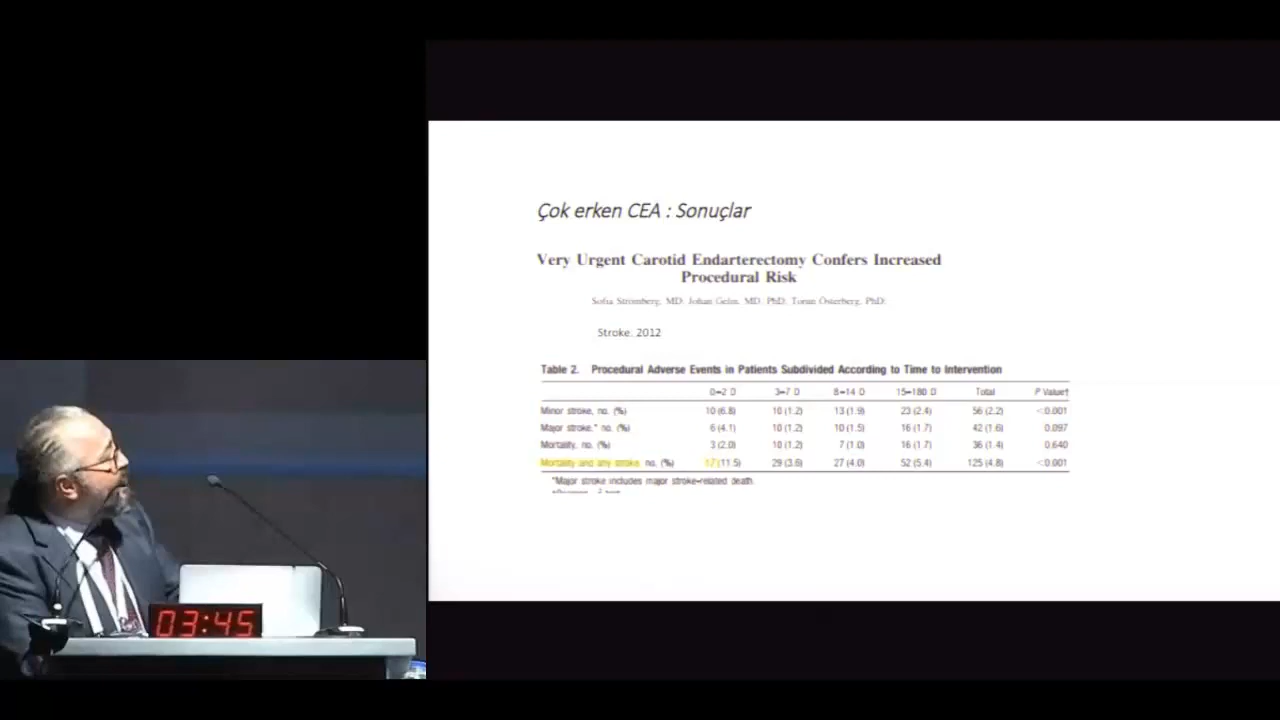 Çok erken CEA : Sonuçlar
Very Urgent Carotid Endarterectomy Confers Increased
Procedural Risk
Sofia Strömberg, MD; Johan Gelin, MD, PhD; Torun Österberg, PhD;
Stroke. 2012
Table 2. Procedural Adverse Events in Patients Subdivided According to Time to Intervention
0–2 D 3–7 D 8–14 D 15–180 D Total P Value†
Minor stroke, no. (%) 10 (6.8) 10 (1.2) 13 (1.9) 23 (2.4) 56 (2.2) <0.001
Major stroke,* no. (%) 6 (4.1) 10 (1.2) 10 (1.5) 16 (1.7) 42 (1.6) 0.097
Mortality, no. (%) 3 (2.0) 10 (1.2) 7 (1.0) 16 (1.7) 36 (1.4) 0.640
Mortality and any stroke, no. (%) 17 (11.5) 29 (3.6) 27 (4.0) 52 (5.4) 125 (4.8) <0.001
*Major stroke includes major stroke–related death.
03:45